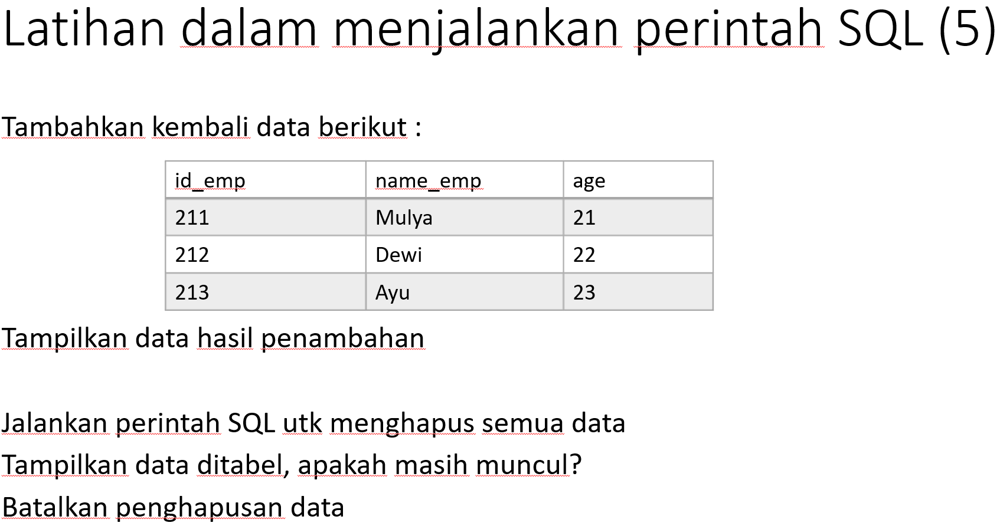 Latihan dalam menjalankan perintah SQL (5)
Tambahkan kembali data berikut :
id_emp name_emp age
211 Mulya 21
212 Dewi 22
213 Ayu 23
Tampilkan data hasil penambahan
Jalankan perintah SQL utk menghapus semua data
Tampilkan data ditabel, apakah masih muncul?
Batalkan penghapusan data